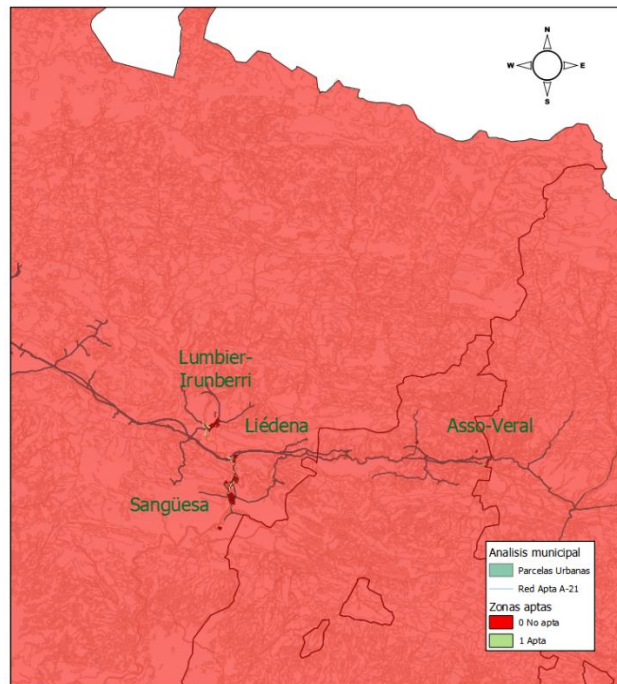 N
W
E
S
Lumbier-
Irunberri
Liédena
Asso-Veral
Sangüesa
Analisis municipal
Parcelas Urbanas
Red Apta A-21
Zonas aptas
0 No apta
1 Apta